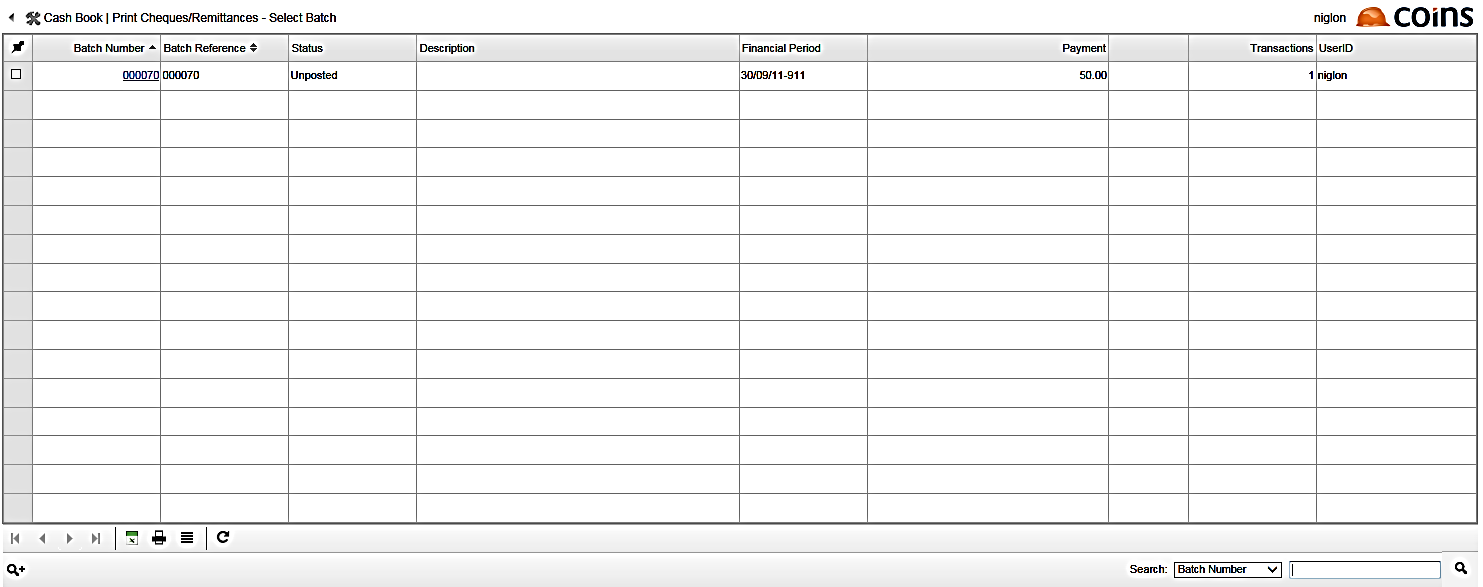 Cash Book | Print Cheques/Remittances - Select Batch niglon coins
Batch Number Batch Reference Status Description Financial Period Payment Transactions UserID
000070 000070 Unposted 30/09/11-911 50.00 1 niglon
Search: Batch Number